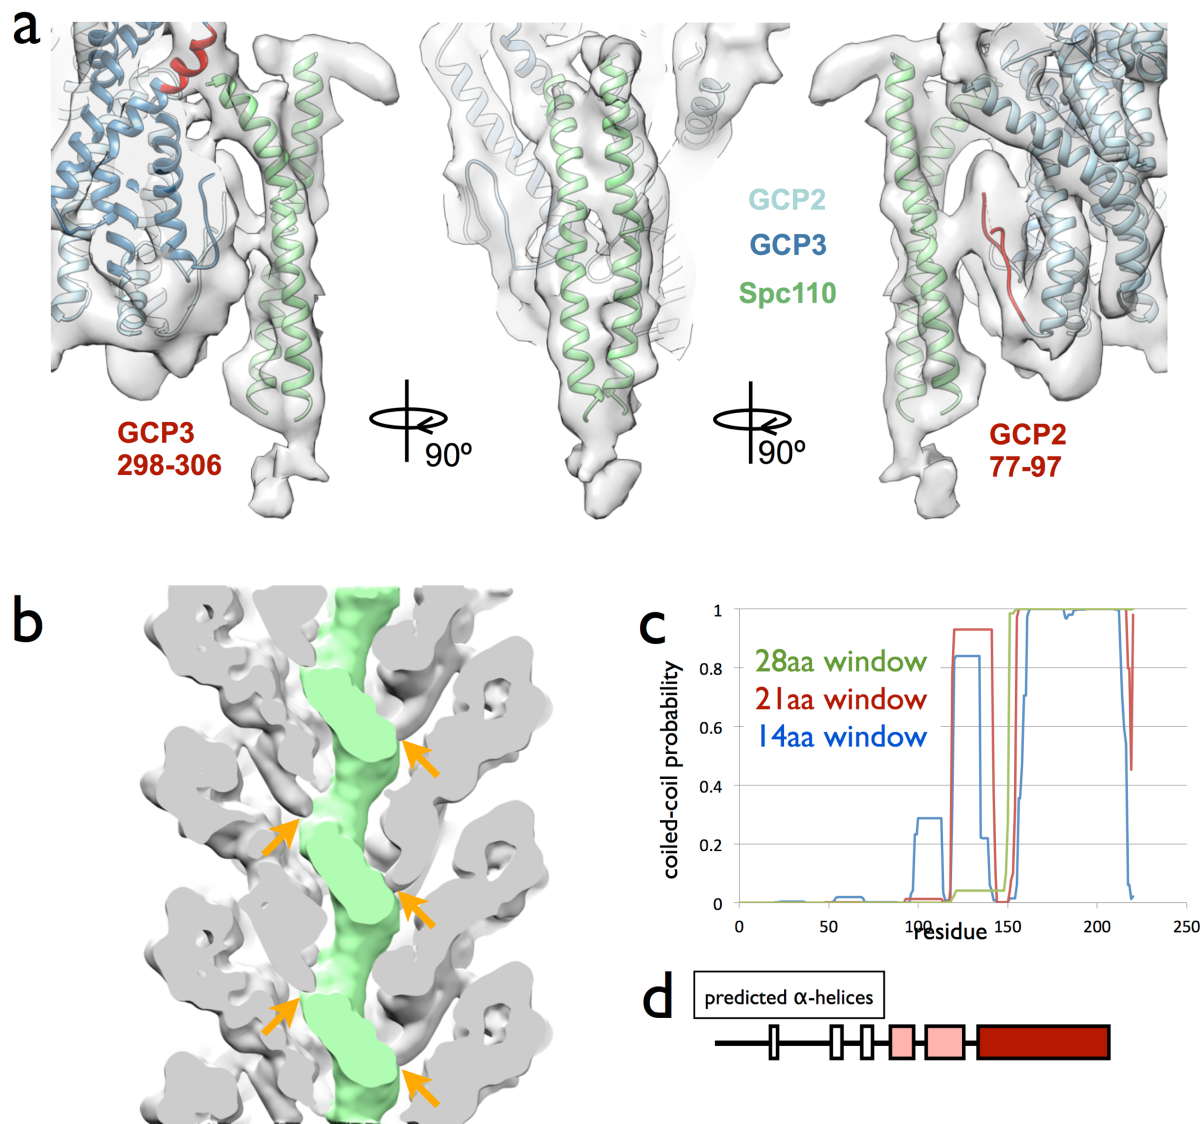 a
GCP2
GCP3
Spc110
GCP3
298-306
90º
90º
GCP2
77-97
b
c
coiled-coil probability
1
0.8
0.6
0.4
0.2
0
28aa window
21aa window
14aa window
0
50
100
150
200
250
residue
d
predicted α-helices